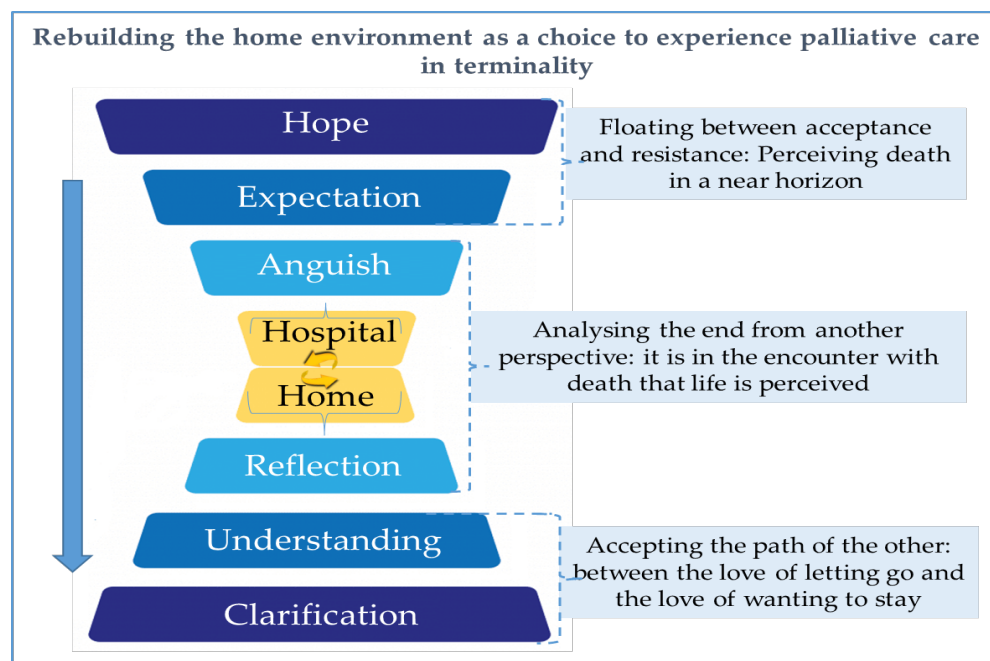 Rebuilding the home environment as a choice to experience palliative care
in terminality
Hope
Expectation
Floating between acceptance
and resistance: Perceiving death
in a near horizon
Anguish
Hospital
Home
Reflection
Analysing the end from another
perspective: it is in the encounter with
death that life is perceived
Understanding
Clarification
Accepting the path of the other:
between the love of letting go and
the love of wanting to stay